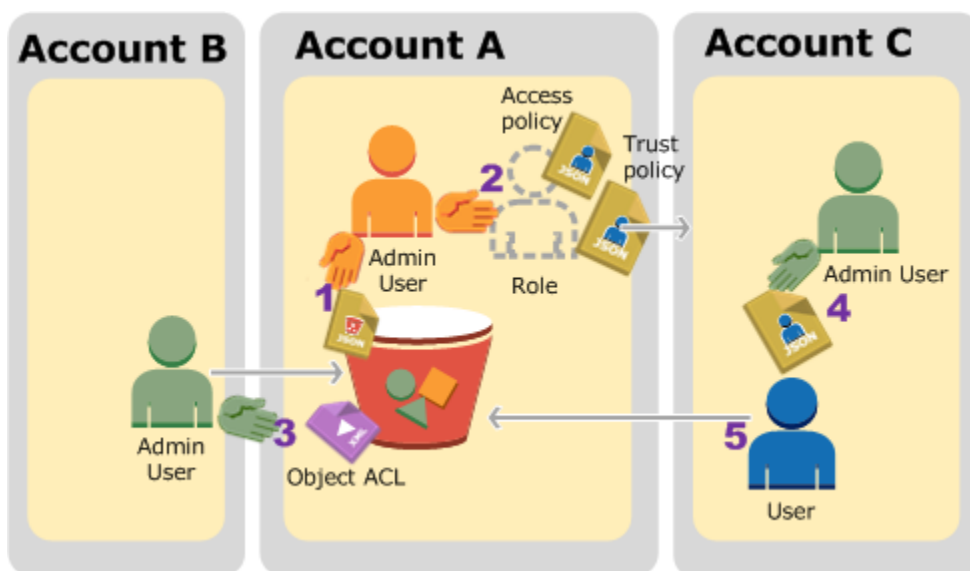 Account B
Account A
Account C
Access
policy
Trust
policy
JSON
JSON
2
Admin
User
Role
Admin User
1
JSON
4
JSON
Admin
User
3
XML
Object ACL
5
User